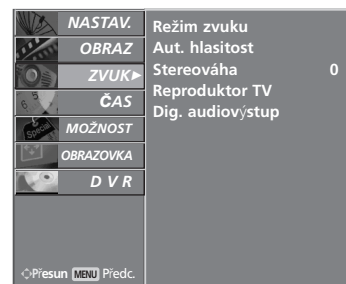 NASTAV.
OBRAZ
ZVUK
ČAS
MOŽNOST
OBRAZOVKA
D V R
Přesun MENU Předc.
Režim zvuku
Aut. hlasitost
Stereováha 0
Reproduktor TV
Dig. audiovýstup